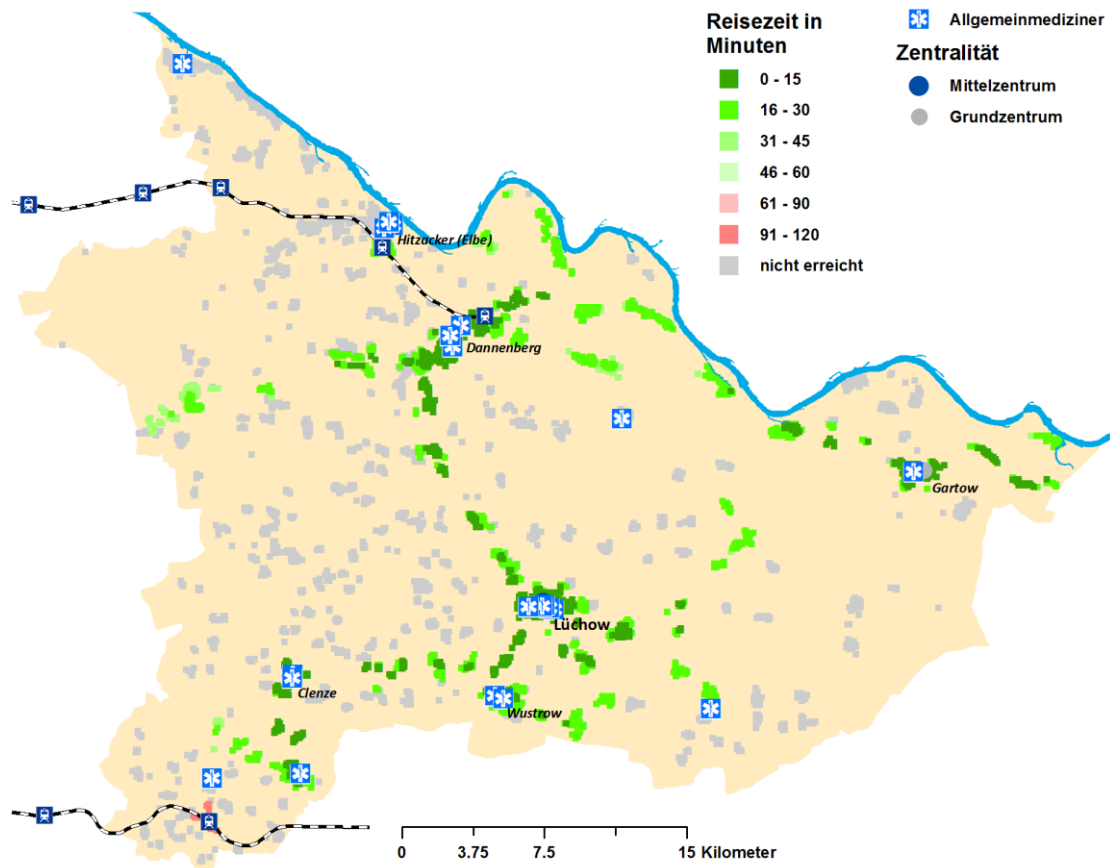 Reisezeit in
Minuten
0 - 15
16 - 30
31 - 45
46 - 60
61 - 90
91 - 120
nicht erreicht
Allgemeinmediziner
Zentralität
Mittelzentrum
Grundzentrum
Hitzacker (Elbe)
Dannenberg
Gartow
Lüchow
Clenze
Wustrow
0 3.75 7.5 15 Kilometer